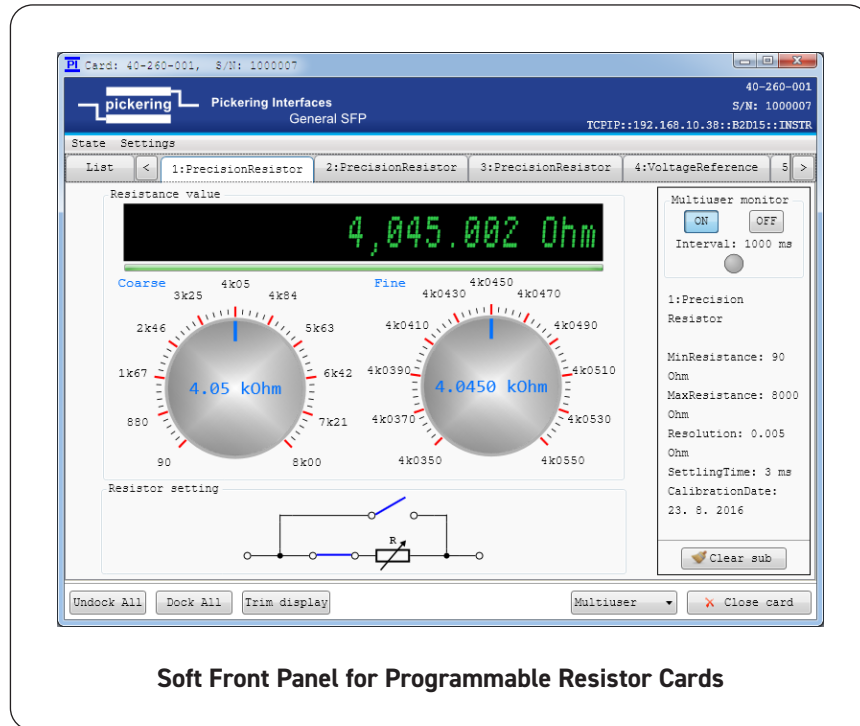 PI Card: 40-260-001, S/N: 1000007
pickering Pickering Interfaces
General SFP
40-260-001
S/N: 1000007
TCPIP::192.168.10.38::B2D15::INSTR
State Settings
List < 1:PrecisionResistor 2:PrecisionResistor 3:PrecisionResistor 4:VoltageReference 5 >
Resistance value
4,045.002 Ohm
Coarse
90
880
1k67
2k46
3k25
4k05
4k84
5k63
6k42
7k21
8k00
4.05 kOhm
Fine
4k0350
4k0370
4k0390
4k0410
4k0430
4k0450
4k0470
4k0490
4k0510
4k0530
4k0550
4.0450 kOhm
Resistor setting
R
Multiuser monitor
ON OFF
Interval: 1000 ms
1:Precision
Resistor
MinResistance: 90
Ohm
MaxResistance: 8000
Ohm
Resolution: 0.005
Ohm
SettlingTime: 3 ms
CalibrationDate:
23. 8. 2016
Clear sub
Undock All Dock All Trim display Multiuser Close card
Soft Front Panel for Programmable Resistor Cards